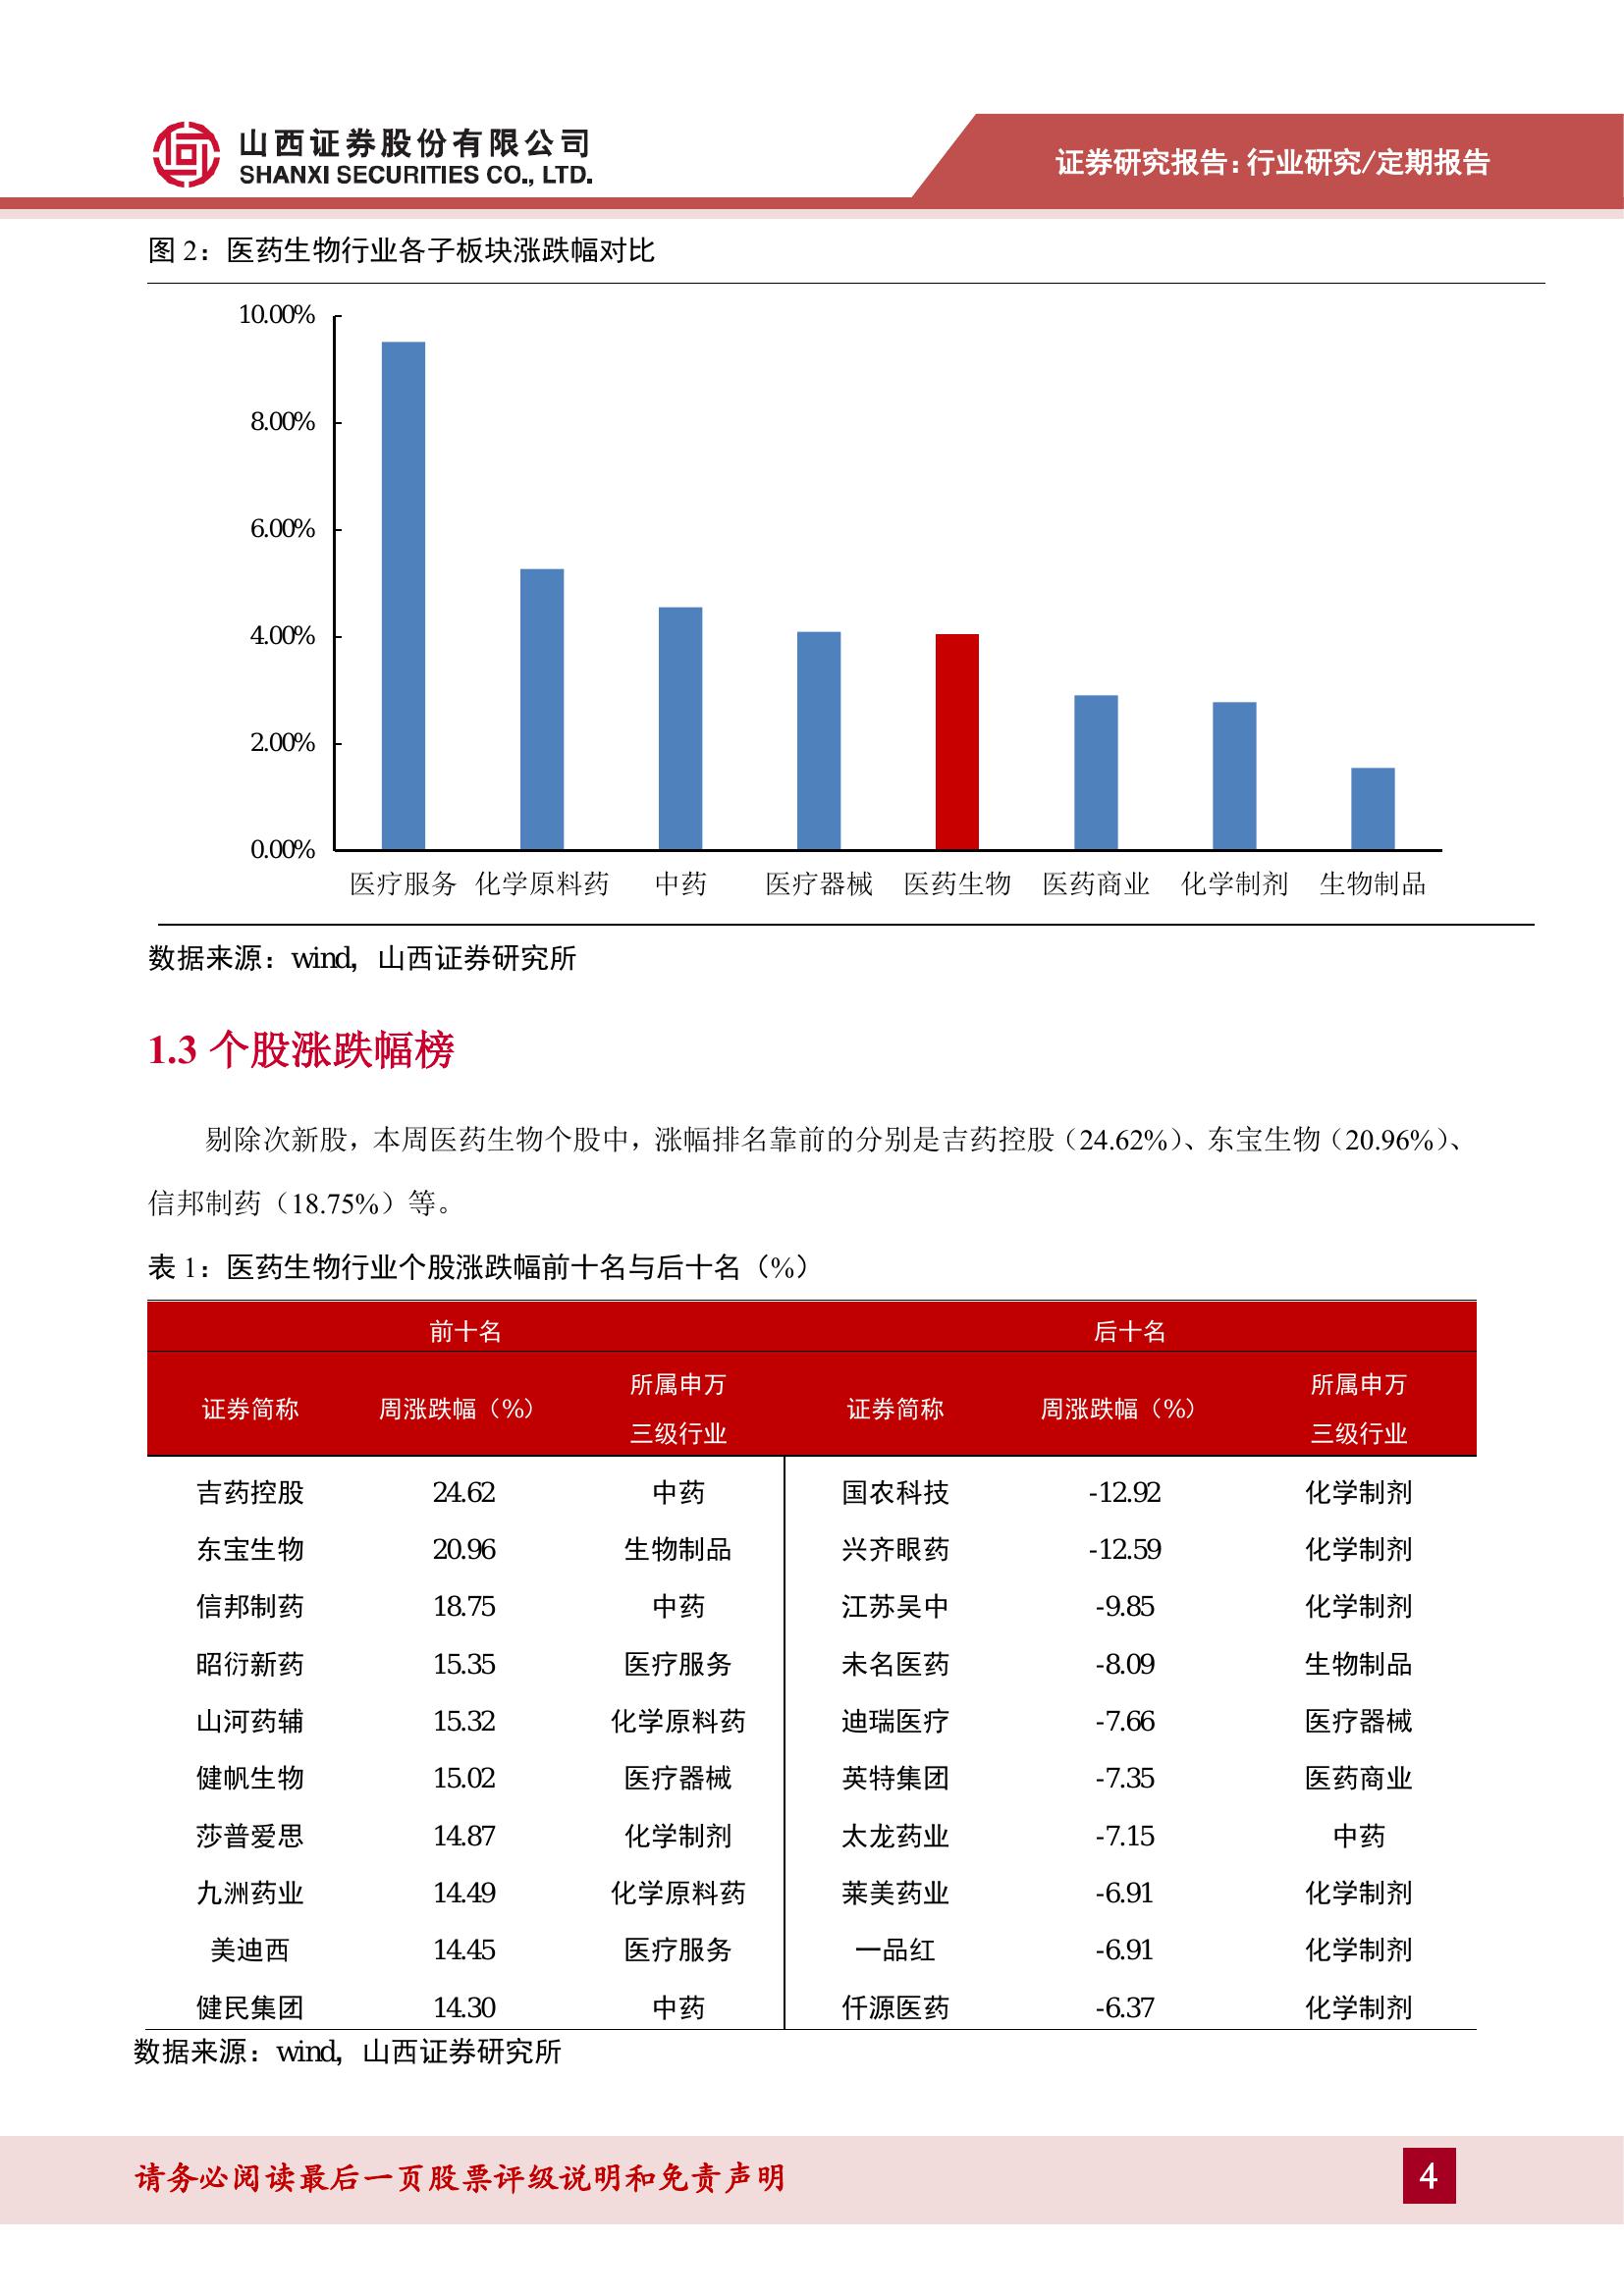 山西证券股份有限公司
SHANXI SECURITIES CO., LTD.
证券研究报告：行业研究/定期报告
图 2：医药生物行业各子板块涨跌幅对比
10.00%
8.00%
6.00%
4.00%
2.00%
0.00%
医疗服务 化学原料药 中药 医疗器械 医药生物 医药商业 化学制剂 生物制品
数据来源：wind，山西证券研究所
1.3 个股涨跌幅榜
剔除次新股，本周医药生物个股中，涨幅排名靠前的分别是吉药控股（24.62%）、东宝生物（20.96%）、
信邦制药（18.75%）等。
表 1：医药生物行业个股涨跌幅前十名与后十名（%）
前十名 后十名
证券简称 周涨跌幅（%） 所属申万三级行业 证券简称 周涨跌幅（%） 所属申万三级行业
吉药控股 24.62 中药 国农科技 -12.92 化学制剂
东宝生物 20.96 生物制品 兴齐眼药 -12.59 化学制剂
信邦制药 18.75 中药 江苏吴中 -9.85 化学制剂
昭衍新药 15.35 医疗服务 未名医药 -8.09 生物制品
山河药辅 15.32 化学原料药 迪瑞医疗 -7.66 医疗器械
健帆生物 15.02 医疗器械 英特集团 -7.35 医药商业
莎普爱思 14.87 化学制剂 太龙药业 -7.15 中药
九洲药业 14.49 化学原料药 莱美药业 -6.91 化学制剂
美迪西 14.45 医疗服务 一品红 -6.91 化学制剂
健民集团 14.30 中药 仟源医药 -6.37 化学制剂
数据来源：wind，山西证券研究所
请务必阅读最后一页股票评级说明和免责声明
4